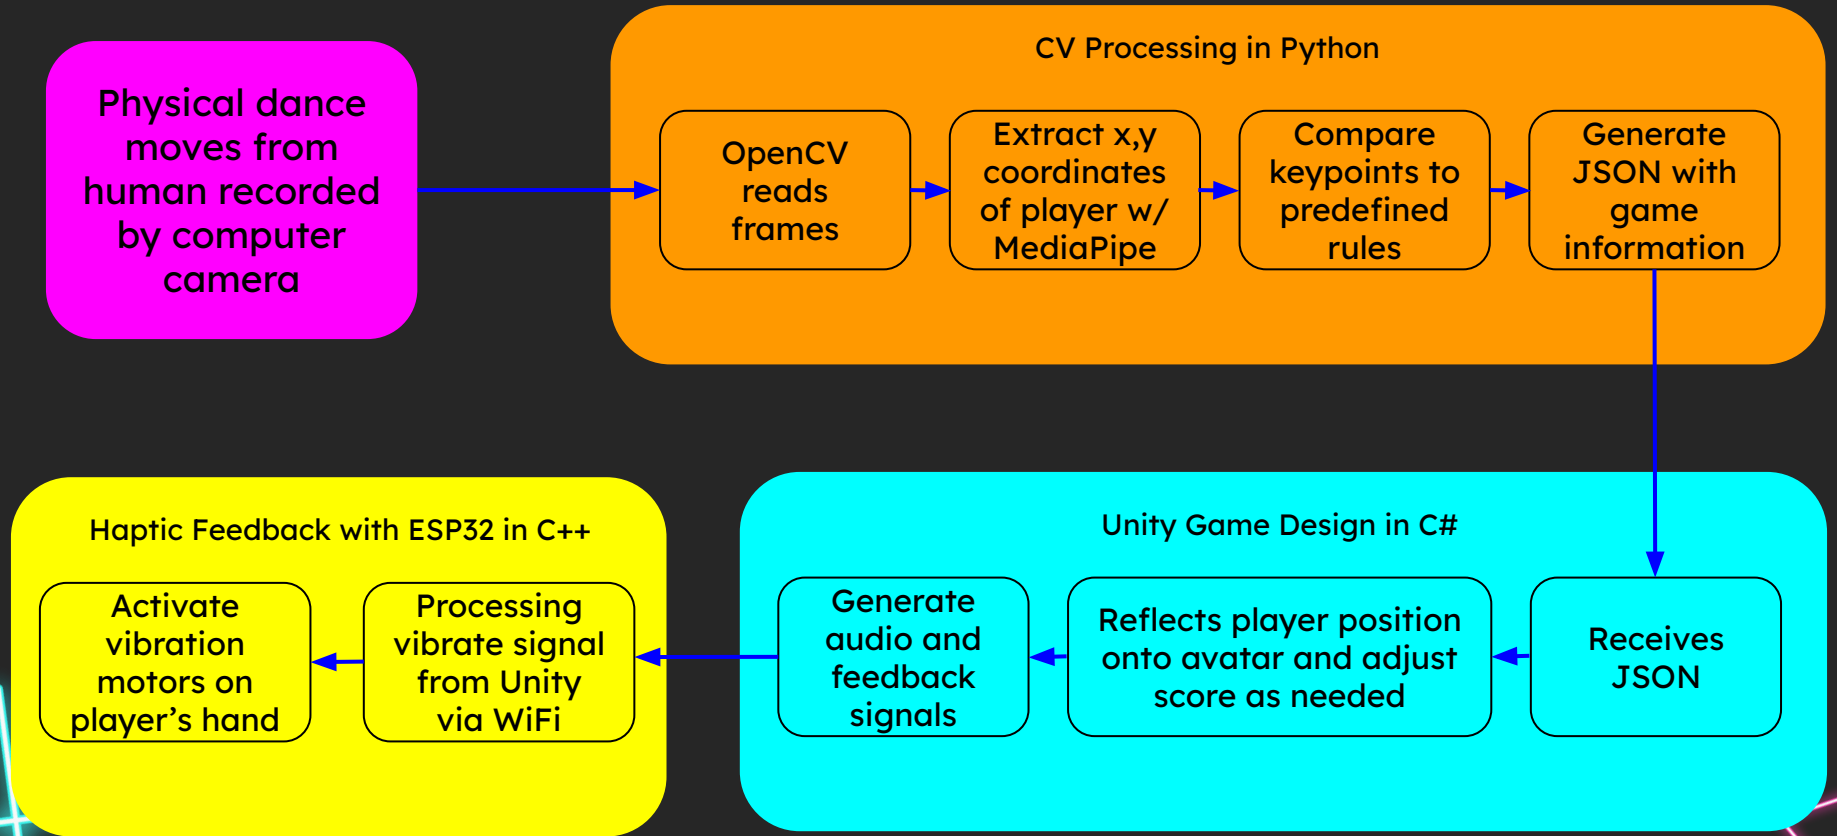 Physical dance
moves from
human recorded
by computer
camera
CV Processing in Python
OpenCV
reads
frames
Extract x,y
coordinates
of player w/
MediaPipe
Compare
keypoints to
predefined
rules
Generate
JSON with
game
information
Haptic Feedback with ESP32 in C++
Activate
vibration
motors on
player’s hand
Processing
vibrate signal
from Unity
via WiFi
Unity Game Design in C#
Generate
audio and
feedback
signals
Reflects player position
onto avatar and adjust
score as needed
Receives
JSON